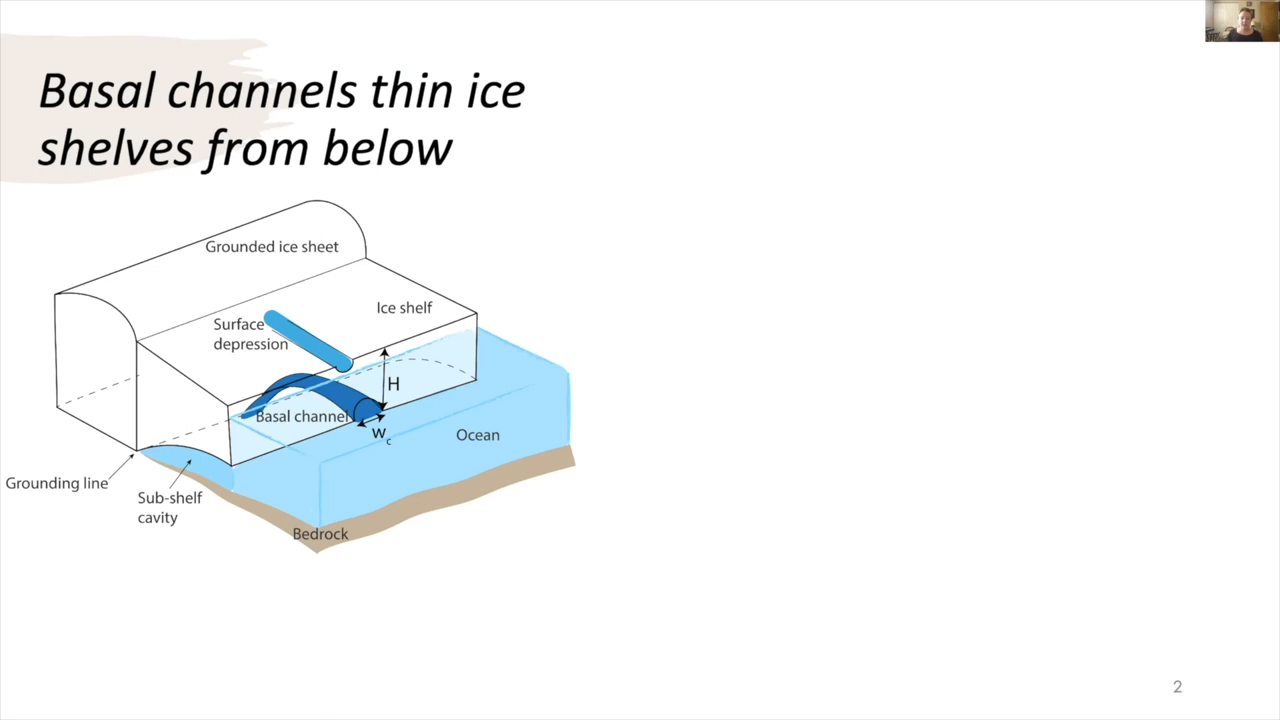 Basal channels thin ice
shelves from below
Grounded ice sheet
Ice shelf
Surface
depression
H
Basal channel
wc
Ocean
Grounding line
Sub-shelf
cavity
Bedrock
2